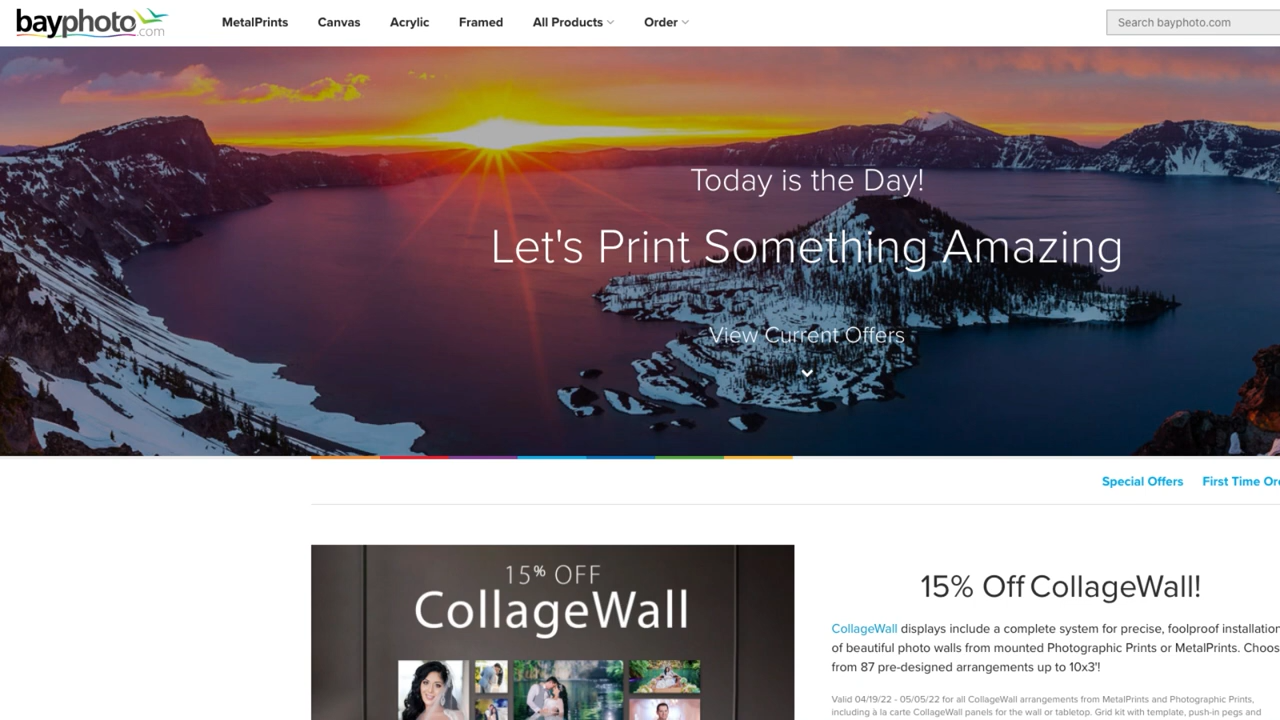 bayphoto.com
MetalPrints
Canvas
Acrylic
Framed
All Products
Order
Search bayphoto.com
Today is the Day!
Let's Print Something Amazing
View Current Offers
Special Offers
First Time Or
15% OFF
CollageWall
15% Off CollageWall!
CollageWall displays include a complete system for precise, foolproof installation
of beautiful photo walls from mounted Photographic Prints or MetalPrints. Choos
from 87 pre-designed arrangements up to 10x3'!
Valid 04/19/22 - 05/05/22 for all CollageWall arrangements from MetalPrints and Photographic Prints,
including à la carte CollageWall panels for the wall or tabletop. Grid kit with template, push-in pegs and